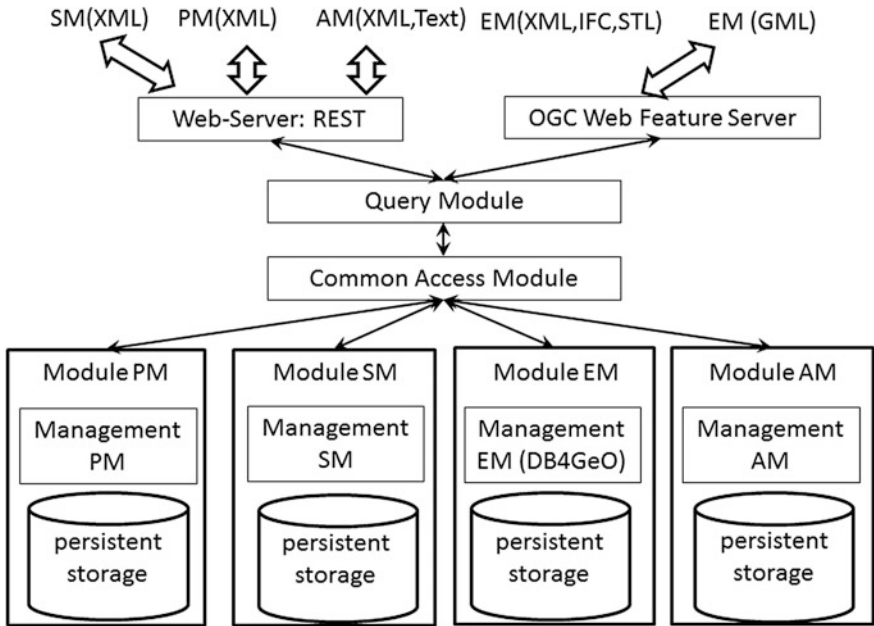 SM(XML) PM(XML) AM(XML,Text) EM(XML,IFC,STL) EM (GML)
Web-Server: REST
OGC Web Feature Server
Query Module
Common Access Module
Module PM
Management
PM
persistent
storage
Module SM
Management
SM
persistent
storage
Module EM
Management
EM (DB4GeO)
persistent
storage
Module AM
Management
AM
persistent
storage